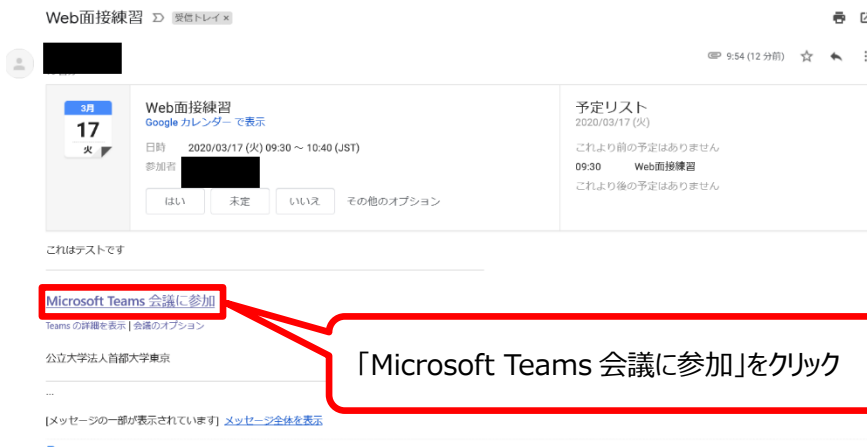 Web面接練習 受信トレイ ×
9:54 (12 分前)
3月
17
火
Web面接練習
Google カレンダー で表示
日時 2020/03/17 (火) 09:30 ～ 10:40 (JST)
参加者
はい 未定 いいえ その他のオプション
予定リスト
2020/03/17 (火)
これより前の予定はありません
09:30 Web面接練習
これより後の予定はありません
これはテストです
Microsoft Teams 会議に参加
Teams の詳細を表示 | 会議のオプション
公立大学法人首都大学東京
「Microsoft Teams 会議に参加」をクリック
...
[メッセージの一部が表示されています] メッセージ全体を表示